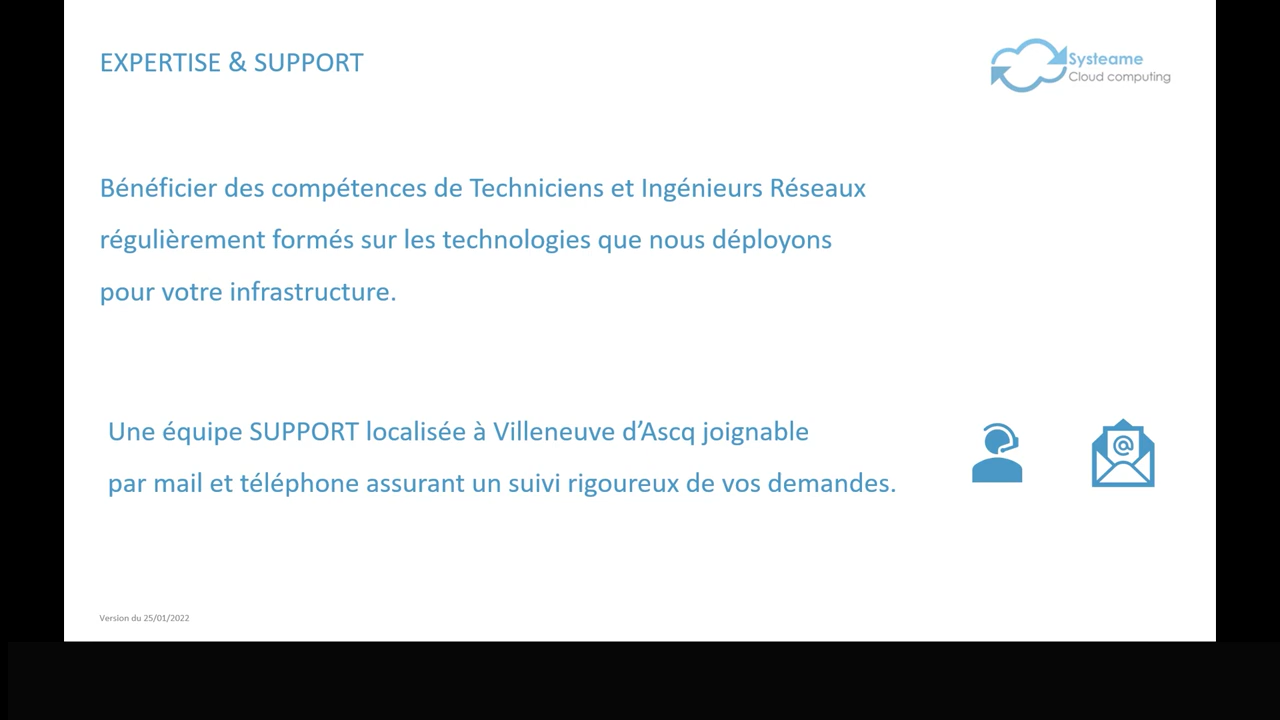 EXPERTISE & SUPPORT
Systeame
Cloud computing
Bénéficier des compétences de Techniciens et Ingénieurs Réseaux
régulièrement formés sur les technologies que nous déployons
pour votre infrastructure.
Une équipe SUPPORT localisée à Villeneuve d’Ascq joignable
par mail et téléphone assurant un suivi rigoureux de vos demandes.
@
Version du 25/01/2022